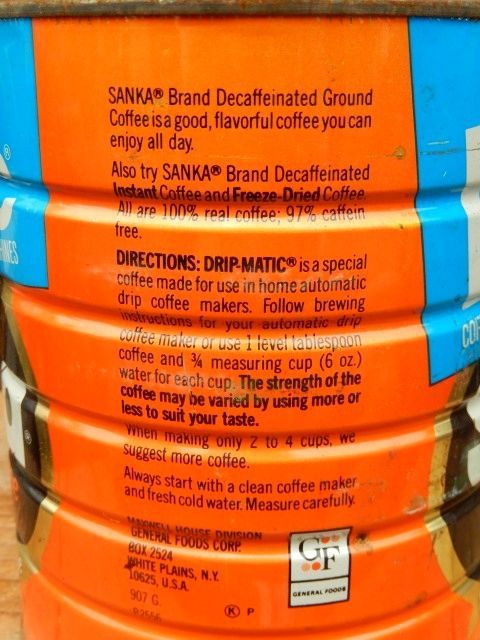 SANKA® Brand Decaffeinated Ground
Coffee is a good, flavorful coffee you can
enjoy all day.
Also try SANKA® Brand Decaffeinated
Instant Coffee and Freeze-Dried Coffee.
All are 100% real coffee; 97% caffein
free.
DIRECTIONS: DRIP-MATIC® is a special
coffee made for use in home automatic
drip coffee makers. Follow brewing
instructions for your automatic drip
coffee maker or use 1 level tablespoon
coffee and ¾ measuring cup (6 oz.)
water for each cup. The strength of the
coffee may be varied by using more or
less to suit your taste.
When making only 2 to 4 cups, we
suggest more coffee.
Always start with a clean coffee maker
and fresh cold water. Measure carefully.
MAXWELL HOUSE DIVISION
GENERAL FOODS CORP.
BOX 2524
WHITE PLAINS, N.Y.
10625, U.S.A.
907 G
Ⓚ P
GF
GENERAL FOODS